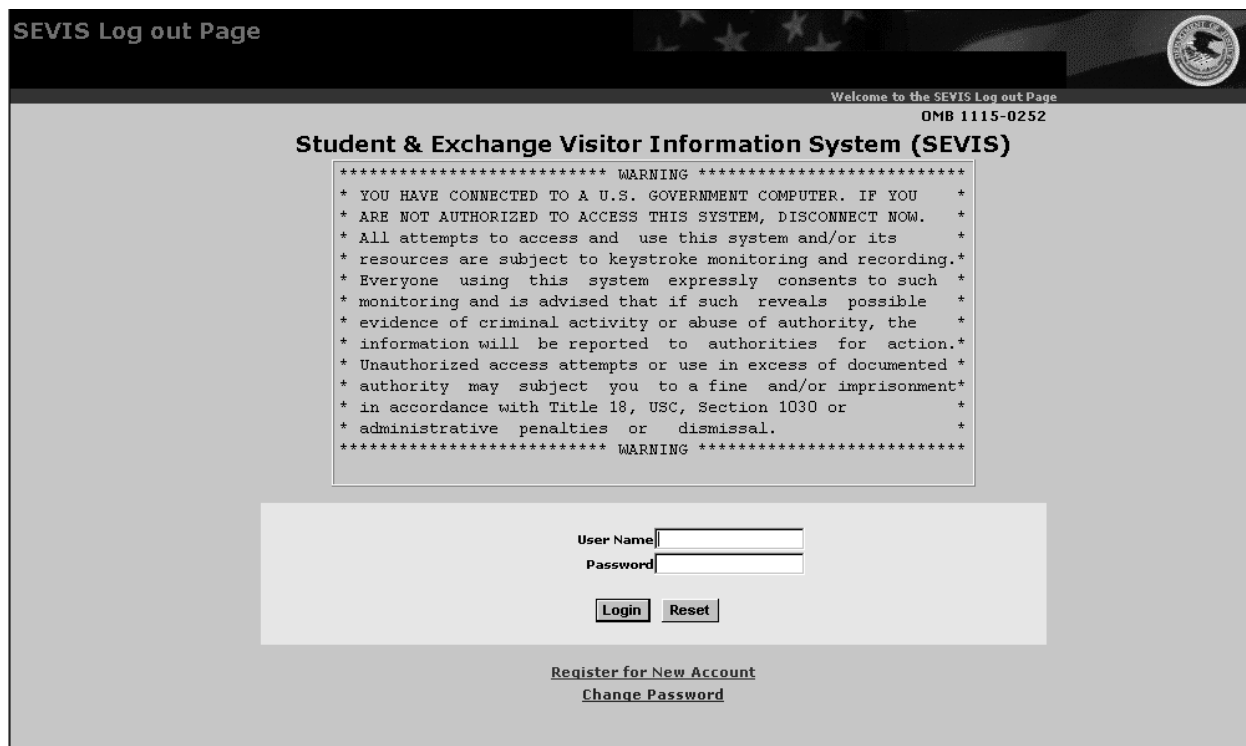 SEVIS Log out Page
Welcome to the SEVIS Log out Page
OMB 1115-0252
Student & Exchange Visitor Information System (SEVIS)
*************************** WARNING ***************************
* YOU HAVE CONNECTED TO A U.S. GOVERNMENT COMPUTER. IF YOU *
* ARE NOT AUTHORIZED TO ACCESS THIS SYSTEM, DISCONNECT NOW. *
* All attempts to access and use this system and/or its *
* resources are subject to keystroke monitoring and recording.*
* Everyone using this system expressly consents to such *
* monitoring and is advised that if such reveals possible *
* evidence of criminal activity or abuse of authority, the *
* information will be reported to authorities for action.*
* Unauthorized access attempts or use in excess of documented *
* authority may subject you to a fine and/or imprisonment*
* in accordance with Title 18, USC, Section 1030 or *
* administrative penalties or dismissal. *
*************************** WARNING ***************************
User Name
Password
Login Reset
Register for New Account
Change Password